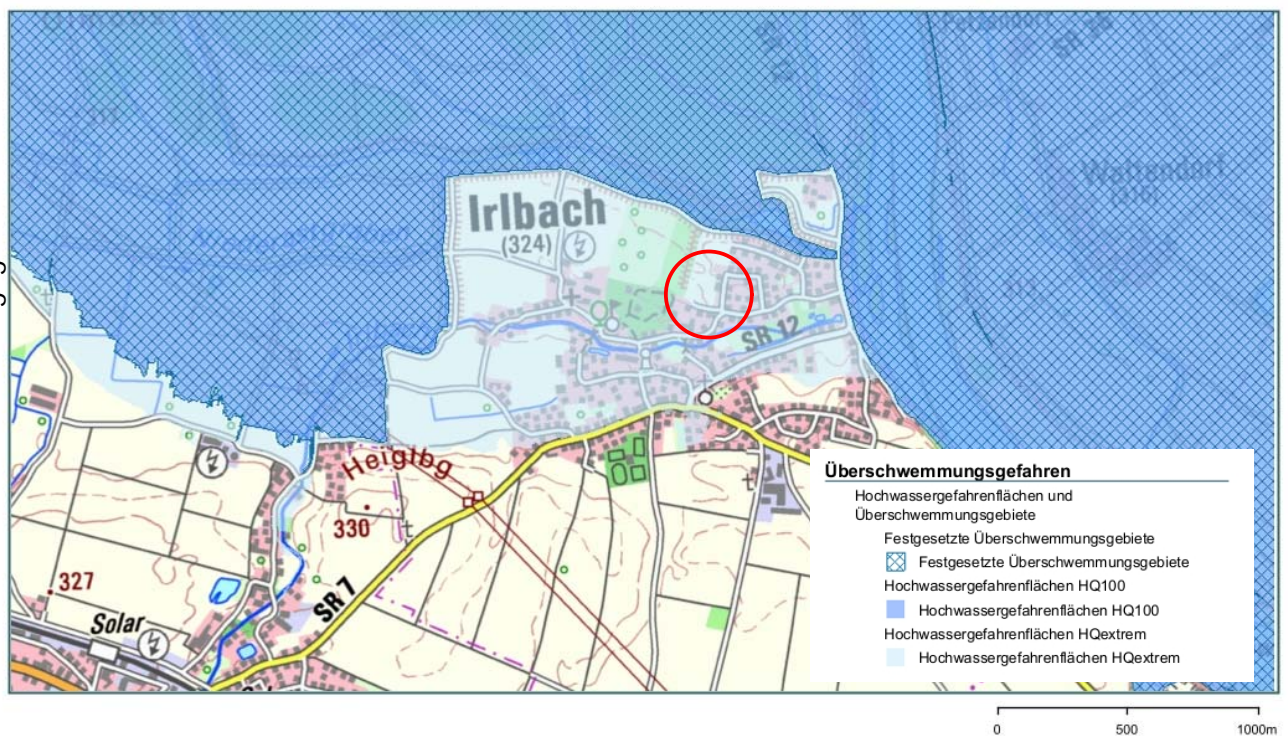 Irlbach
(324)
SR 12
Heiglbg
330
327
SR 7
Solar
Überschwemmungsgefahren
Hochwassergefahrenflächen und
Überschwemmungsgebiete
Festgesetzte Überschwemmungsgebiete
Festgesetzte Überschwemmungsgebiete
Hochwassergefahrenflächen HQ100
Hochwassergefahrenflächen HQ100
Hochwassergefahrenflächen HQextrem
Hochwassergefahrenflächen HQextrem
0 500 1000m